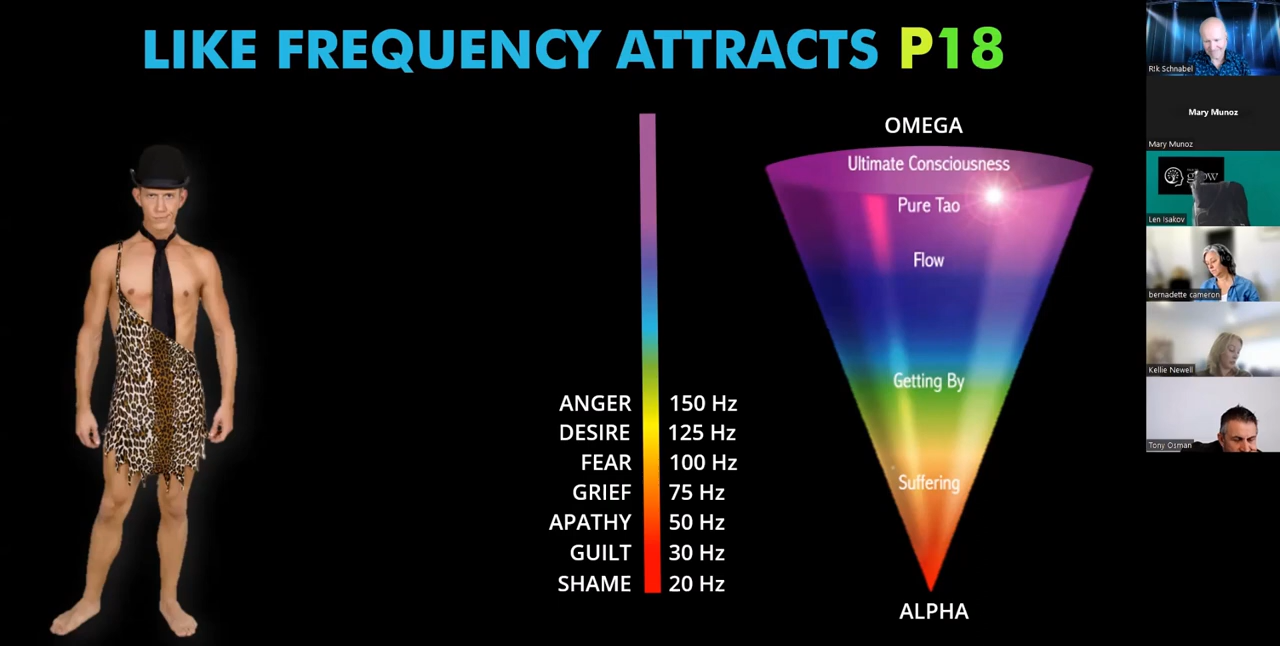 LIKE FREQUENCY ATTRACTS P18
OMEGA
Ultimate Consciousness
Pure Tao
Flow
Getting By
Suffering
ALPHA
ANGER 150 Hz
DESIRE 125 Hz
FEAR 100 Hz
GRIEF 75 Hz
APATHY 50 Hz
GUILT 30 Hz
SHAME 20 Hz
Rik Schnabel
Mary Munoz
Mary Munoz
Len Isakov
bernadette cameron
Kellie Newell
Tony Osman